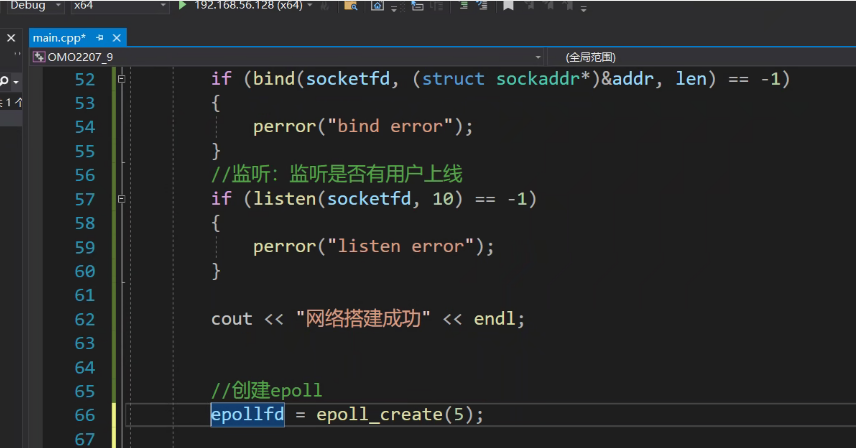 Debug x64 192.168.56.128 (x64)
main.cpp*
OMO2207_9 (全局范围)
52 if (bind(socketfd, (struct sockaddr*)&addr, len) == -1)
53 {
54 perror("bind error");
55 }
56 //监听：监听是否有用户上线
57 if (listen(socketfd, 10) == -1)
58 {
59 perror("listen error");
60 }
61
62 cout << "网络搭建成功" << endl;
63
64
65 //创建epoll
66 epollfd = epoll_create(5);
67